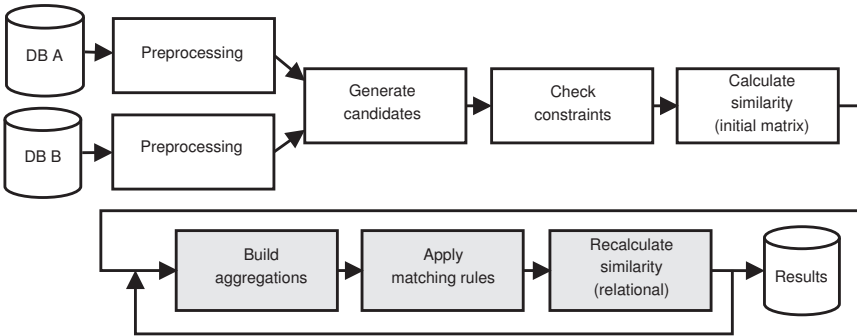 DB A
Preprocessing
DB B
Preprocessing
Generate
candidates
Check
constraints
Calculate
similarity
(initial matrix)
Build
aggregations
Apply
matching rules
Recalculate
similarity
(relational)
Results